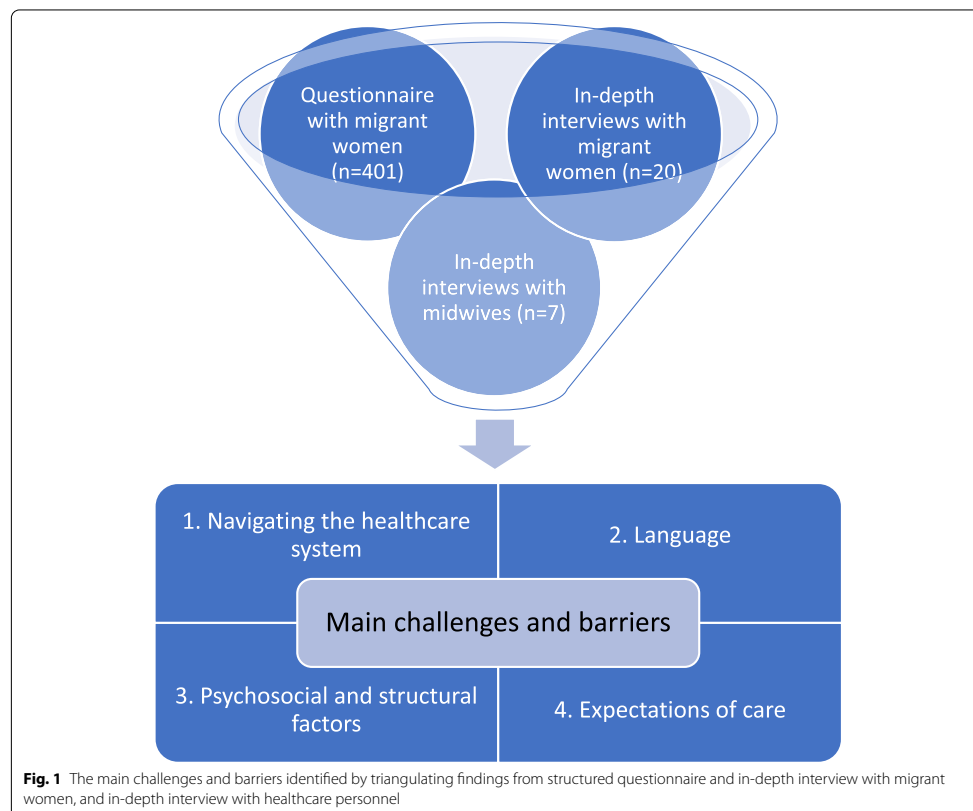 Questionnaire
with migrant
women
(n=401)
In-depth
interviews with
migrant
women (n=20)
In-depth
interviews with
midwives (n=7)
1. Navigating the healthcare
system
2. Language
Main challenges and barriers
3. Psychosocial and structural
factors
4. Expectations of care
Fig. 1 The main challenges and barriers identified by triangulating findings from structured questionnaire and in-depth interview with migrant
women, and in-depth interview with healthcare personnel